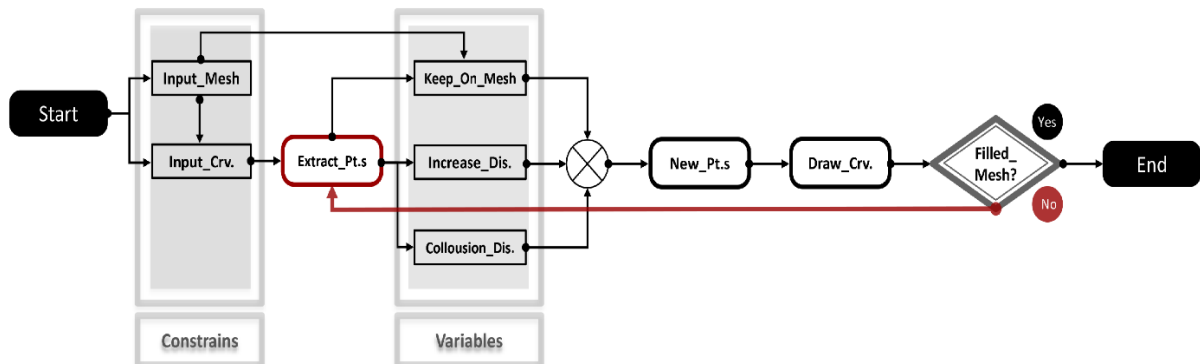 Start
Input_Mesh
Input_Crv.
Extract_Pt.s
Keep_On_Mesh
Increase_Dis.
Collousion_Dis.
New_Pt.s
Draw_Crv.
Filled_
Mesh?
Yes
No
End
Constrains
Variables